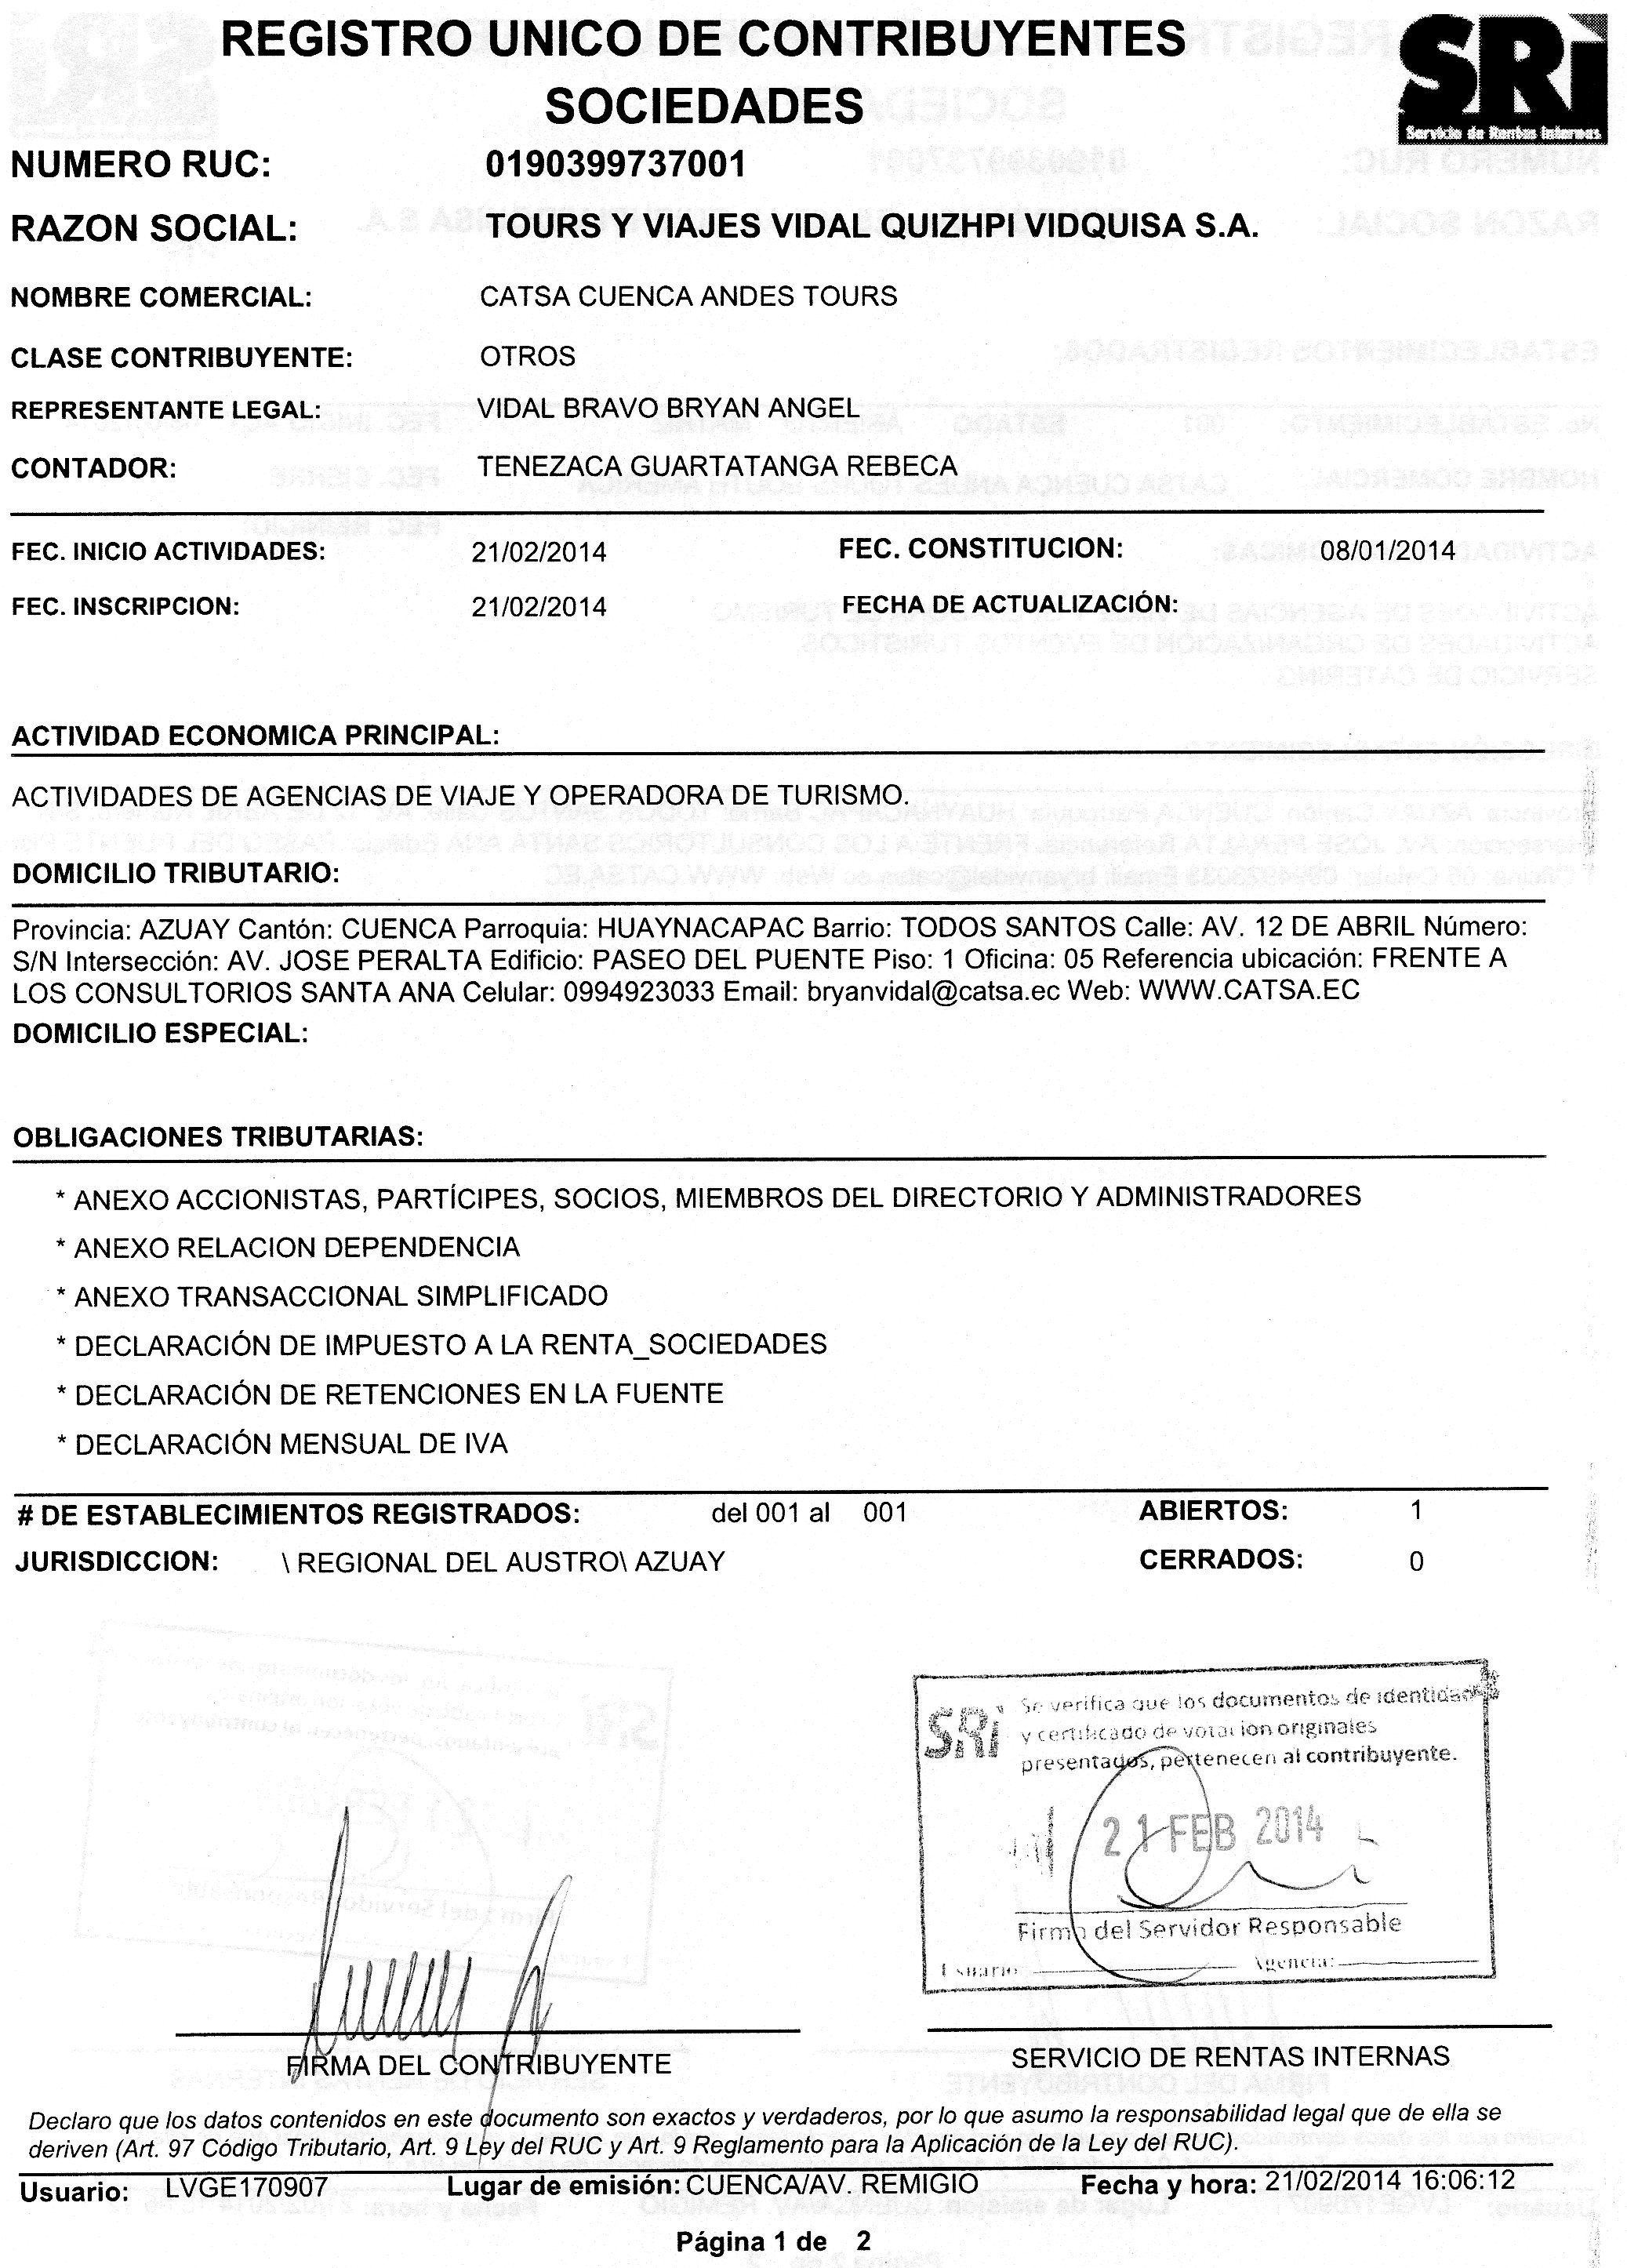 REGISTRO UNICO DE CONTRIBUYENTES
SOCIEDADES
SRi
Servicio de Rentas Internas
NUMERO RUC: 0190399737001
RAZON SOCIAL: TOURS Y VIAJES VIDAL QUIZHPI VIDQUISA S.A.
NOMBRE COMERCIAL: CATSA CUENCA ANDES TOURS
CLASE CONTRIBUYENTE: OTROS
REPRESENTANTE LEGAL: VIDAL BRAVO BRYAN ANGEL
CONTADOR: TENEZACA GUARTATANGA REBECA
FEC. INICIO ACTIVIDADES: 21/02/2014 FEC. CONSTITUCION: 08/01/2014
FEC. INSCRIPCION: 21/02/2014 FECHA DE ACTUALIZACIÓN:
ACTIVIDAD ECONOMICA PRINCIPAL:
ACTIVIDADES DE AGENCIAS DE VIAJE Y OPERADORA DE TURISMO.
DOMICILIO TRIBUTARIO:
Provincia: AZUAY Cantón: CUENCA Parroquia: HUAYNACAPAC Barrio: TODOS SANTOS Calle: AV. 12 DE ABRIL Número:
S/N Intersección: AV. JOSE PERALTA Edificio: PASEO DEL PUENTE Piso: 1 Oficina: 05 Referencia ubicación: FRENTE A
LOS CONSULTORIOS SANTA ANA Celular: 0994923033 Email: bryanvidal@catsa.ec Web: WWW.CATSA.EC
DOMICILIO ESPECIAL:
OBLIGACIONES TRIBUTARIAS:
* ANEXO ACCIONISTAS, PARTÍCIPES, SOCIOS, MIEMBROS DEL DIRECTORIO Y ADMINISTRADORES
* ANEXO RELACION DEPENDENCIA
* ANEXO TRANSACCIONAL SIMPLIFICADO
* DECLARACIÓN DE IMPUESTO A LA RENTA_SOCIEDADES
* DECLARACIÓN DE RETENCIONES EN LA FUENTE
* DECLARACIÓN MENSUAL DE IVA
# DE ESTABLECIMIENTOS REGISTRADOS: del 001 al 001 ABIERTOS: 1
JURISDICCION: \ REGIONAL DEL AUSTRO\ AZUAY CERRADOS: 0
SRi Se verifica que los documentos de identidad
y certificado de votacion originales
presentados, pertenecen al contribuyente.
21 FEB 2014
Firma del Servidor Responsable
Usuario: Agencia:
FIRMA DEL CONTRIBUYENTE SERVICIO DE RENTAS INTERNAS
Declaro que los datos contenidos en este documento son exactos y verdaderos, por lo que asumo la responsabilidad legal que de ella se
deriven (Art. 97 Código Tributario, Art. 9 Ley del RUC y Art. 9 Reglamento para la Aplicación de la Ley del RUC).
Usuario: LVGE170907 Lugar de emisión: CUENCA/AV. REMIGIO Fecha y hora: 21/02/2014 16:06:12
Página 1 de 2